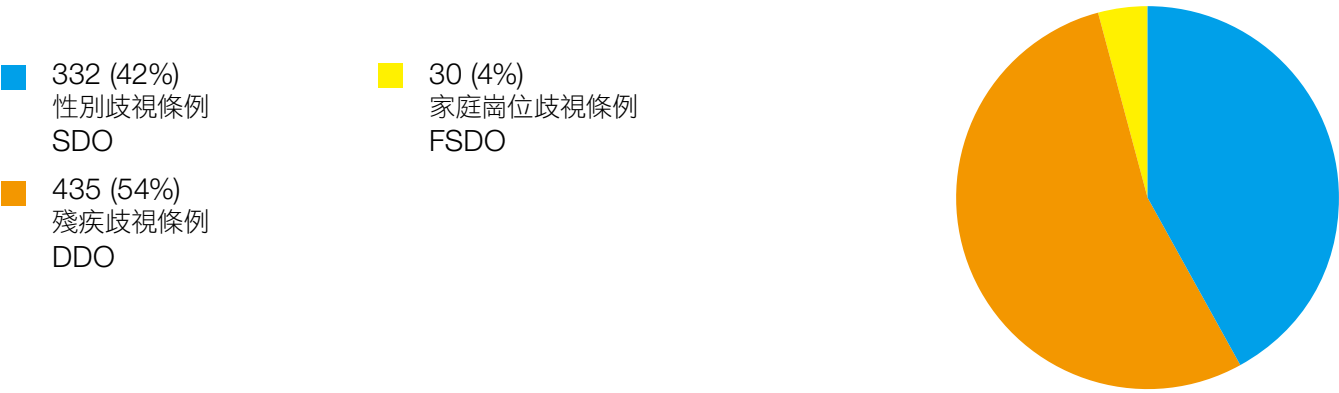 332 (42%)
性別歧視條例
SDO
435 (54%)
殘疾歧視條例
DDO
30 (4%)
家庭崗位歧視條例
FSDO